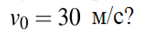 v₀ = 30 м/с?